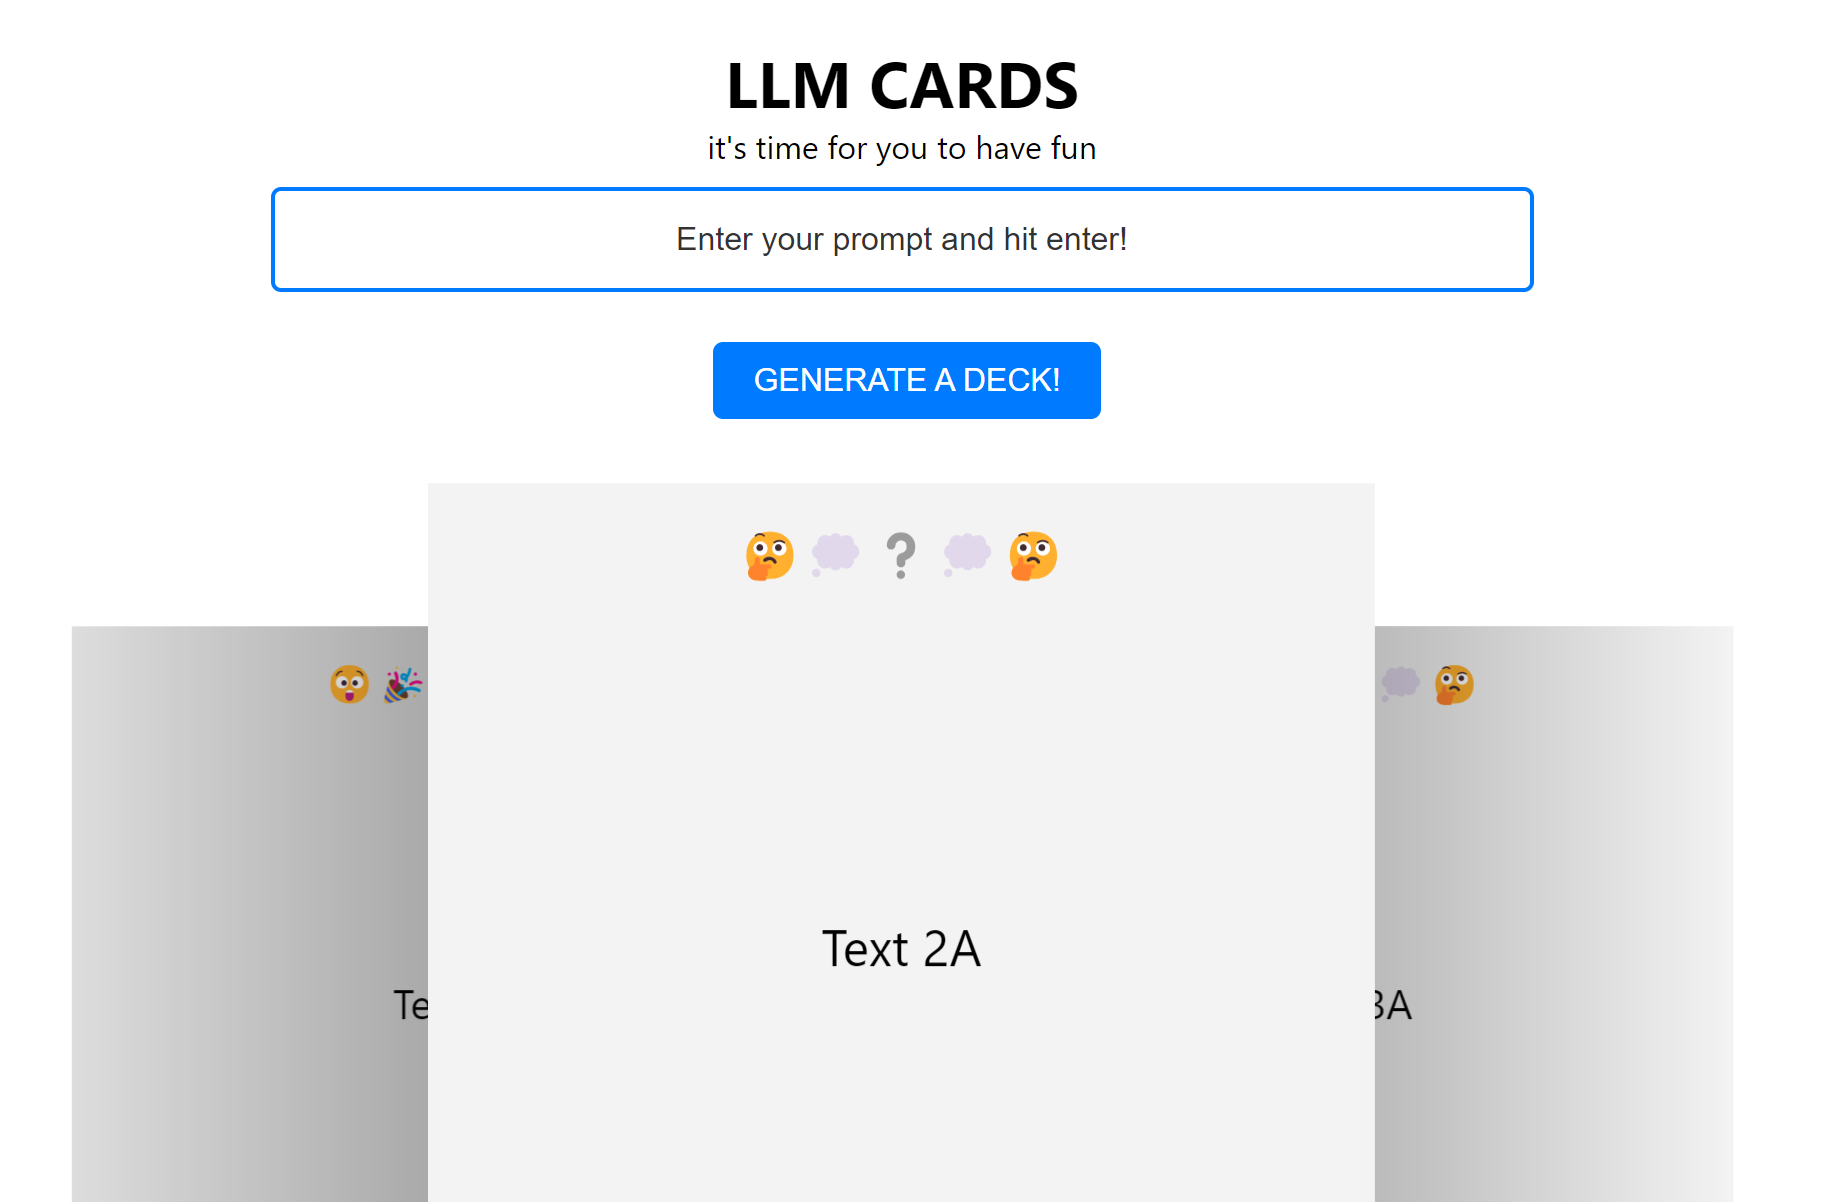 LLM CARDS
it's time for you to have fun
Enter your prompt and hit enter!
GENERATE A DECK!
Text 2A
Te
3A